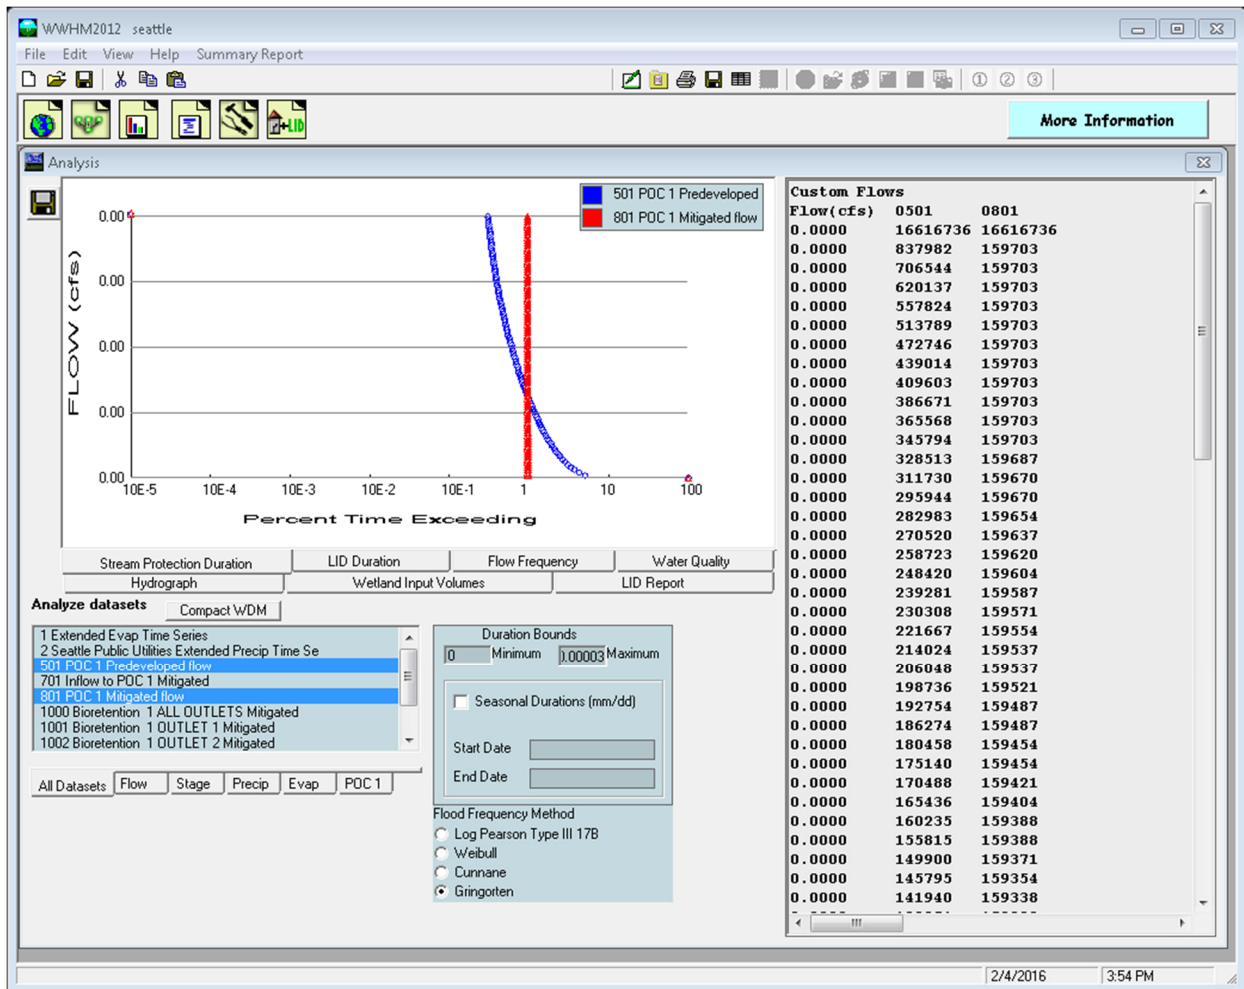 WWHM2012 seattle
File Edit View Help Summary Report
① ② ③
+LID
More Information
Analysis
501 POC 1 Predeveloped
801 POC 1 Mitigated flow
FLOW (cfs)
0.00
0.00
0.00
0.00
0.00
10E-5 10E-4 10E-3 10E-2 10E-1 1 10 100
Percent Time Exceeding
Stream Protection Duration LID Duration Flow Frequency Water Quality
Hydrograph Wetland Input Volumes LID Report
Analyze datasets Compact WDM
1 Extended Evap Time Series
2 Seattle Public Utilities Extended Precip Time Se
501 POC 1 Predeveloped flow
701 Inflow to POC 1 Mitigated
801 POC 1 Mitigated flow
1000 Bioretention 1 ALL OUTLETS Mitigated
1001 Bioretention 1 OUTLET 1 Mitigated
1002 Bioretention 1 OUTLET 2 Mitigated
All Datasets Flow Stage Precip Evap POC 1
Duration Bounds
0 Minimum 0.00003 Maximum
Seasonal Durations (mm/dd)
Start Date
End Date
Flood Frequency Method
Log Pearson Type III 17B
Weibull
Cunnane
Gringorten
Custom Flows
Flow(cfs) 0501 0801
0.0000 16616736 16616736
0.0000 837982 159703
0.0000 706544 159703
0.0000 620137 159703
0.0000 557824 159703
0.0000 513789 159703
0.0000 472746 159703
0.0000 439014 159703
0.0000 409603 159703
0.0000 386671 159703
0.0000 365568 159703
0.0000 345794 159703
0.0000 328513 159687
0.0000 311730 159670
0.0000 295944 159670
0.0000 282983 159654
0.0000 270520 159637
0.0000 258723 159620
0.0000 248420 159604
0.0000 239281 159587
0.0000 230308 159571
0.0000 221667 159554
0.0000 214024 159537
0.0000 206048 159537
0.0000 198736 159521
0.0000 192754 159487
0.0000 186274 159487
0.0000 180458 159454
0.0000 175140 159454
0.0000 170488 159421
0.0000 165436 159404
0.0000 160235 159388
0.0000 155815 159388
0.0000 149900 159371
0.0000 145795 159354
0.0000 141940 159338
2/4/2016 3:54 PM